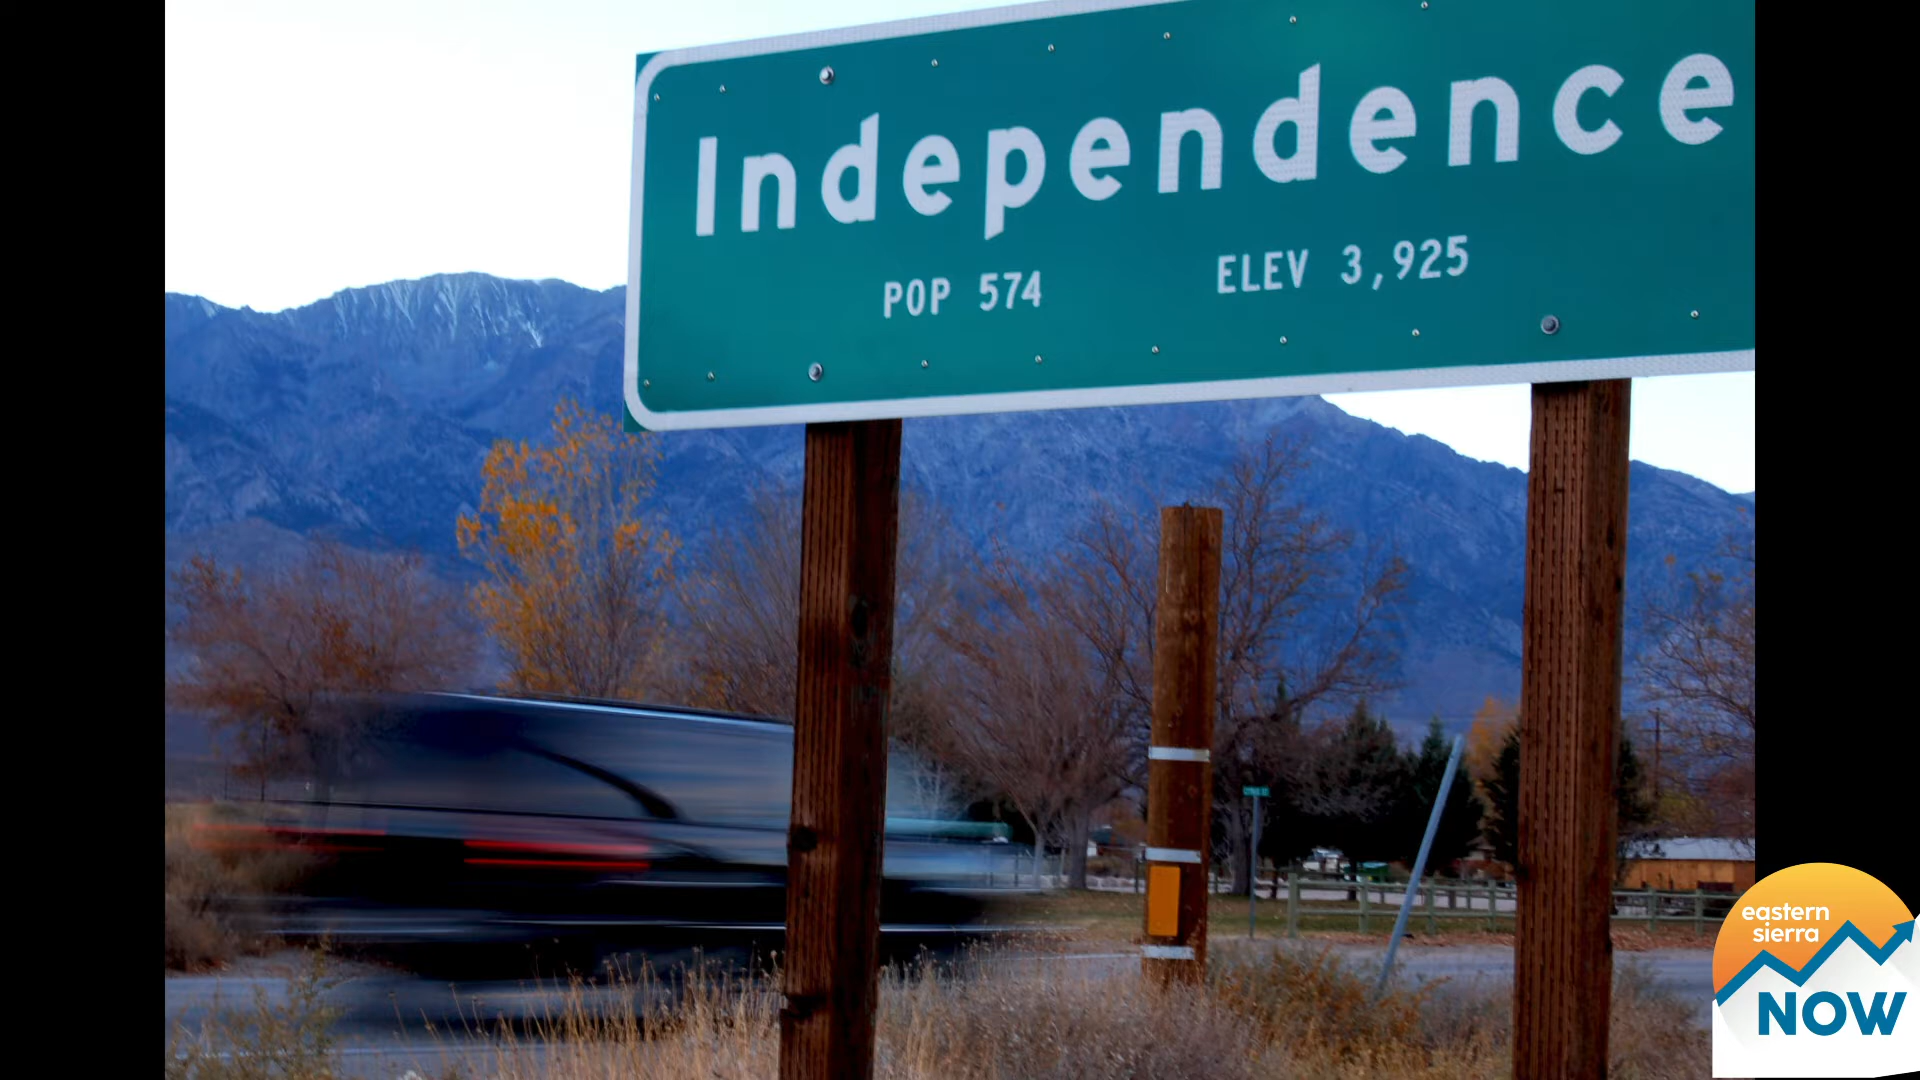 Independence
POP 574 ELEV 3,925
eastern
sierra
NOW